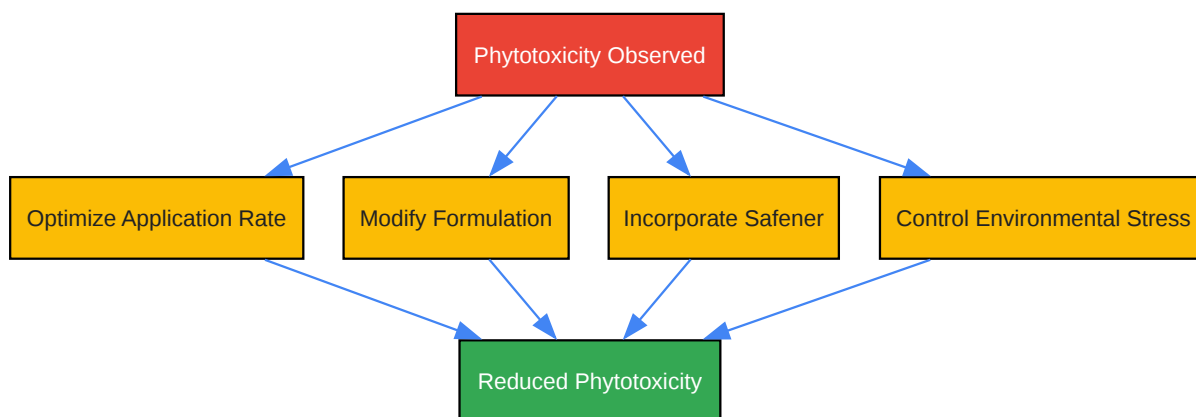 Phytotoxicity Observed
Optimize Application Rate
Modify Formulation
Incorporate Safener
Control Environmental Stress
Reduced Phytotoxicity